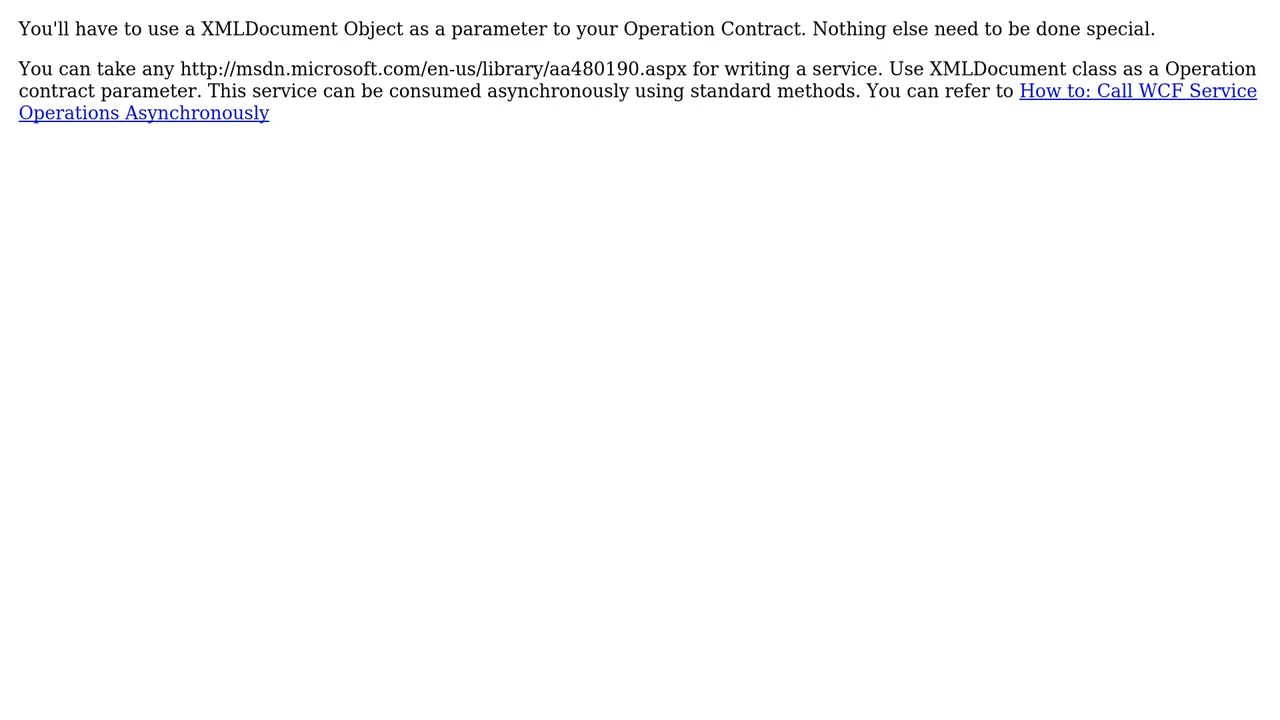 You'll have to use a XMLDocument Object as a parameter to your Operation Contract. Nothing else need to be done special.
You can take any http://msdn.microsoft.com/en-us/library/aa480190.aspx for writing a service. Use XMLDocument class as a Operation
contract parameter. This service can be consumed asynchronously using standard methods. You can refer to How to: Call WCF Service
Operations Asynchronously